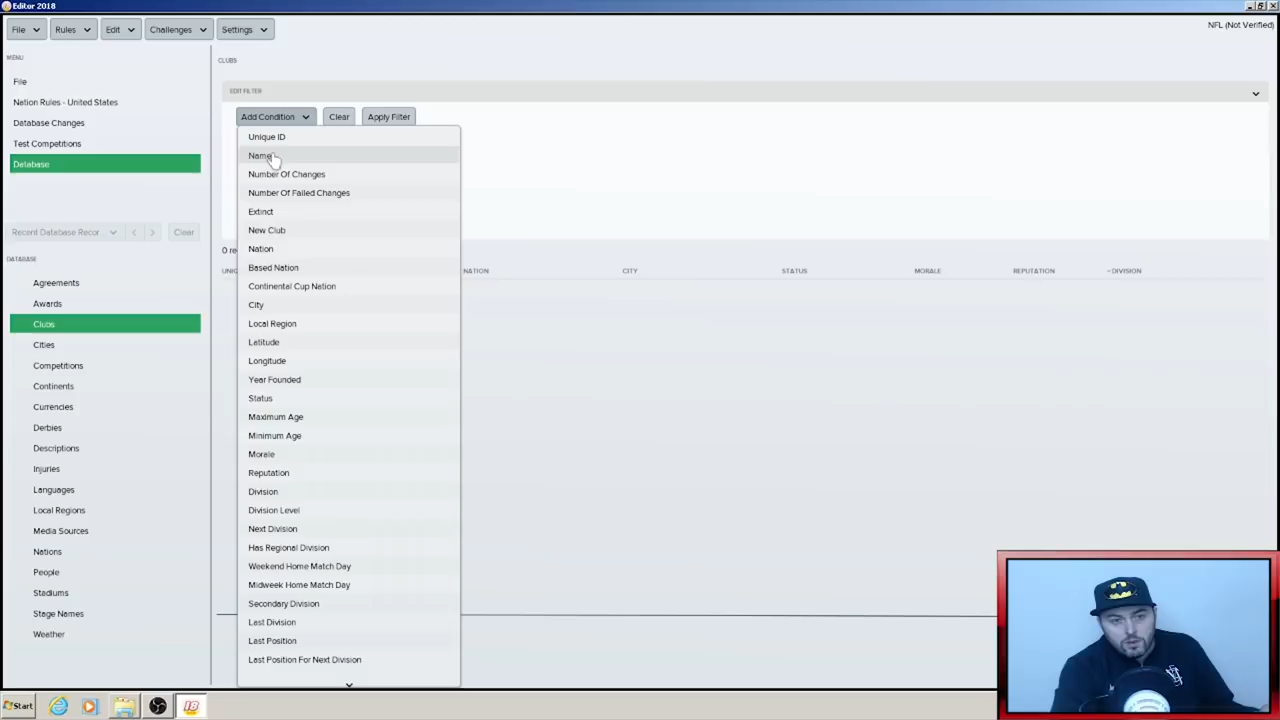 Editor 2018
File
Rules
Edit
Challenges
Settings
NFL (Not Verified)
MENU
File
Nation Rules - United States
Database Changes
Test Competitions
Database
Recent Database Recor
Clear
DATABASE
Agreements
Awards
Clubs
Cities
Competitions
Continents
Currencies
Derbies
Descriptions
Injuries
Languages
Local Regions
Media Sources
Nations
People
Stadiums
Stage Names
Weather
CLUBS
EDIT FILTER
Add Condition
Clear
Apply Filter
Unique ID
Name
Number Of Changes
Number Of Failed Changes
Extinct
New Club
Nation
Based Nation
Continental Cup Nation
City
Local Region
Latitude
Longitude
Year Founded
Status
Maximum Age
Minimum Age
Morale
Reputation
Division
Division Level
Next Division
Has Regional Division
Weekend Home Match Day
Midweek Home Match Day
Secondary Division
Last Division
Last Position
Last Position For Next Division
0 re
UNIQ
NATION
CITY
STATUS
MORALE
REPUTATION
DIVISION
Start
18